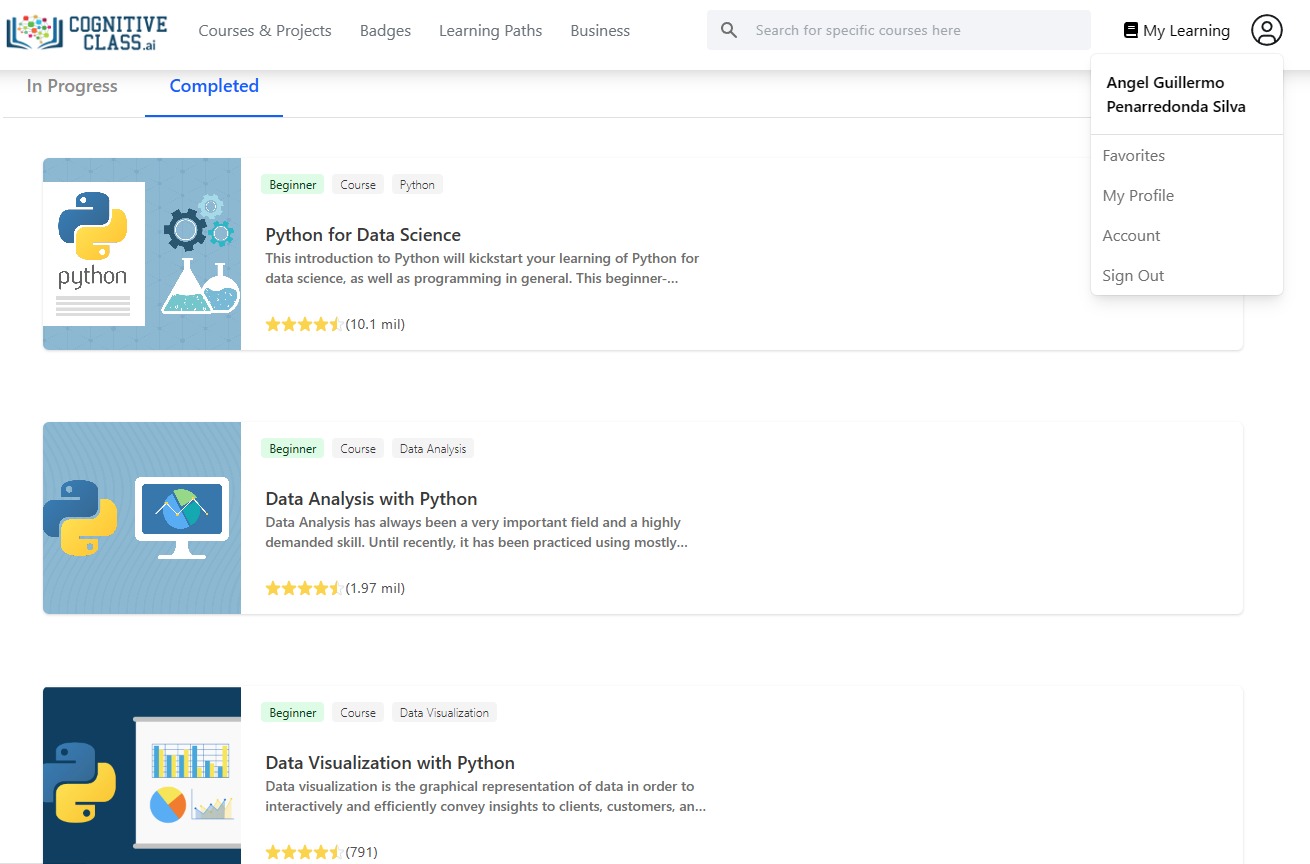 COGNITIVE
CLASS.ai
Courses & Projects
Badges
Learning Paths
Business
Search for specific courses here
My Learning
Angel Guillermo
Penarredonda Silva
Favorites
My Profile
Account
Sign Out
In Progress
Completed
python
Beginner
Course
Python
Python for Data Science
This introduction to Python will kickstart your learning of Python for
data science, as well as programming in general. This beginner-...
(10.1 mil)
Beginner
Course
Data Analysis
Data Analysis with Python
Data Analysis has always been a very important field and a highly
demanded skill. Until recently, it has been practiced using mostly...
(1.97 mil)
Beginner
Course
Data Visualization
Data Visualization with Python
Data visualization is the graphical representation of data in order to
interactively and efficiently convey insights to clients, customers, an...
(791)